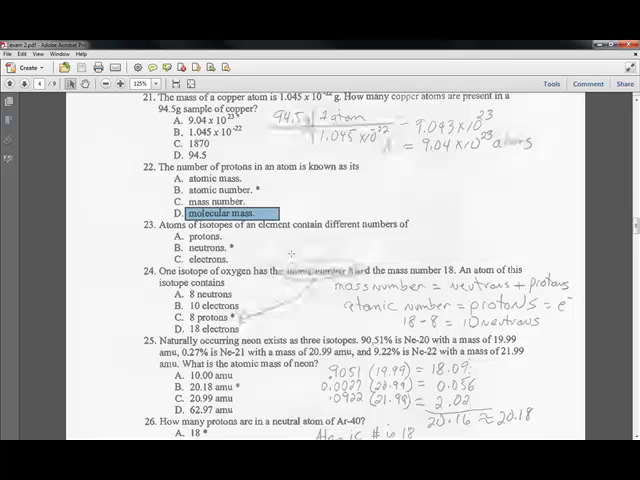 exam 2.pdf - Adobe Acrobat Pro
File Edit View Window Help
Create
4 / 9
125%
Tools Comment Share
21. The mass of a copper atom is 1.045 x 10-22 g. How many copper atoms are present in a
94.5g sample of copper?
A. 9.04 x 10 23 *
B. 1.045 x 10 -22
C. 1870
D. 94.5
94.5 g 1 atom
1.045 x 10-22
- 9.043 x 10 23
= 9.04 x 10 23 atoms
22. The number of protons in an atom is known as its
A. atomic mass.
B. atomic number. *
C. mass number.
D. molecular mass.
23. Atoms of isotopes of an element contain different numbers of
A. protons.
B. neutrons. *
C. electrons.
24. One isotope of oxygen has the atomic number 8 and the mass number 18. An atom of this
isotope contains
A. 8 neutrons
B. 10 electrons
C. 8 protons *
D. 18 electrons
mass number = neutrons + protons
atomic number = protons = e-
18 - 8 = 10 neutrons
25. Naturally occurring neon exists as three isotopes. 90,51% is Ne-20 with a mass of 19.99
amu, 0.27% is Ne-21 with a mass of 20.99 amu, and 9.22% is Ne-22 with a mass of 21.99
amu. What is the atomic mass of neon?
A. 10.00 amu
B. 20.18 amu *
C. 20.99 amu
D. 62.97 amu
.9051 (19.99) = 18.09
0.0027 (20.99) = 0.056
.0922 (21.99) = 2.02
20.16 ≈ 20.18
26. How many protons are in a neutral atom of Ar-40?
A. 18 *
Atomic # is 18